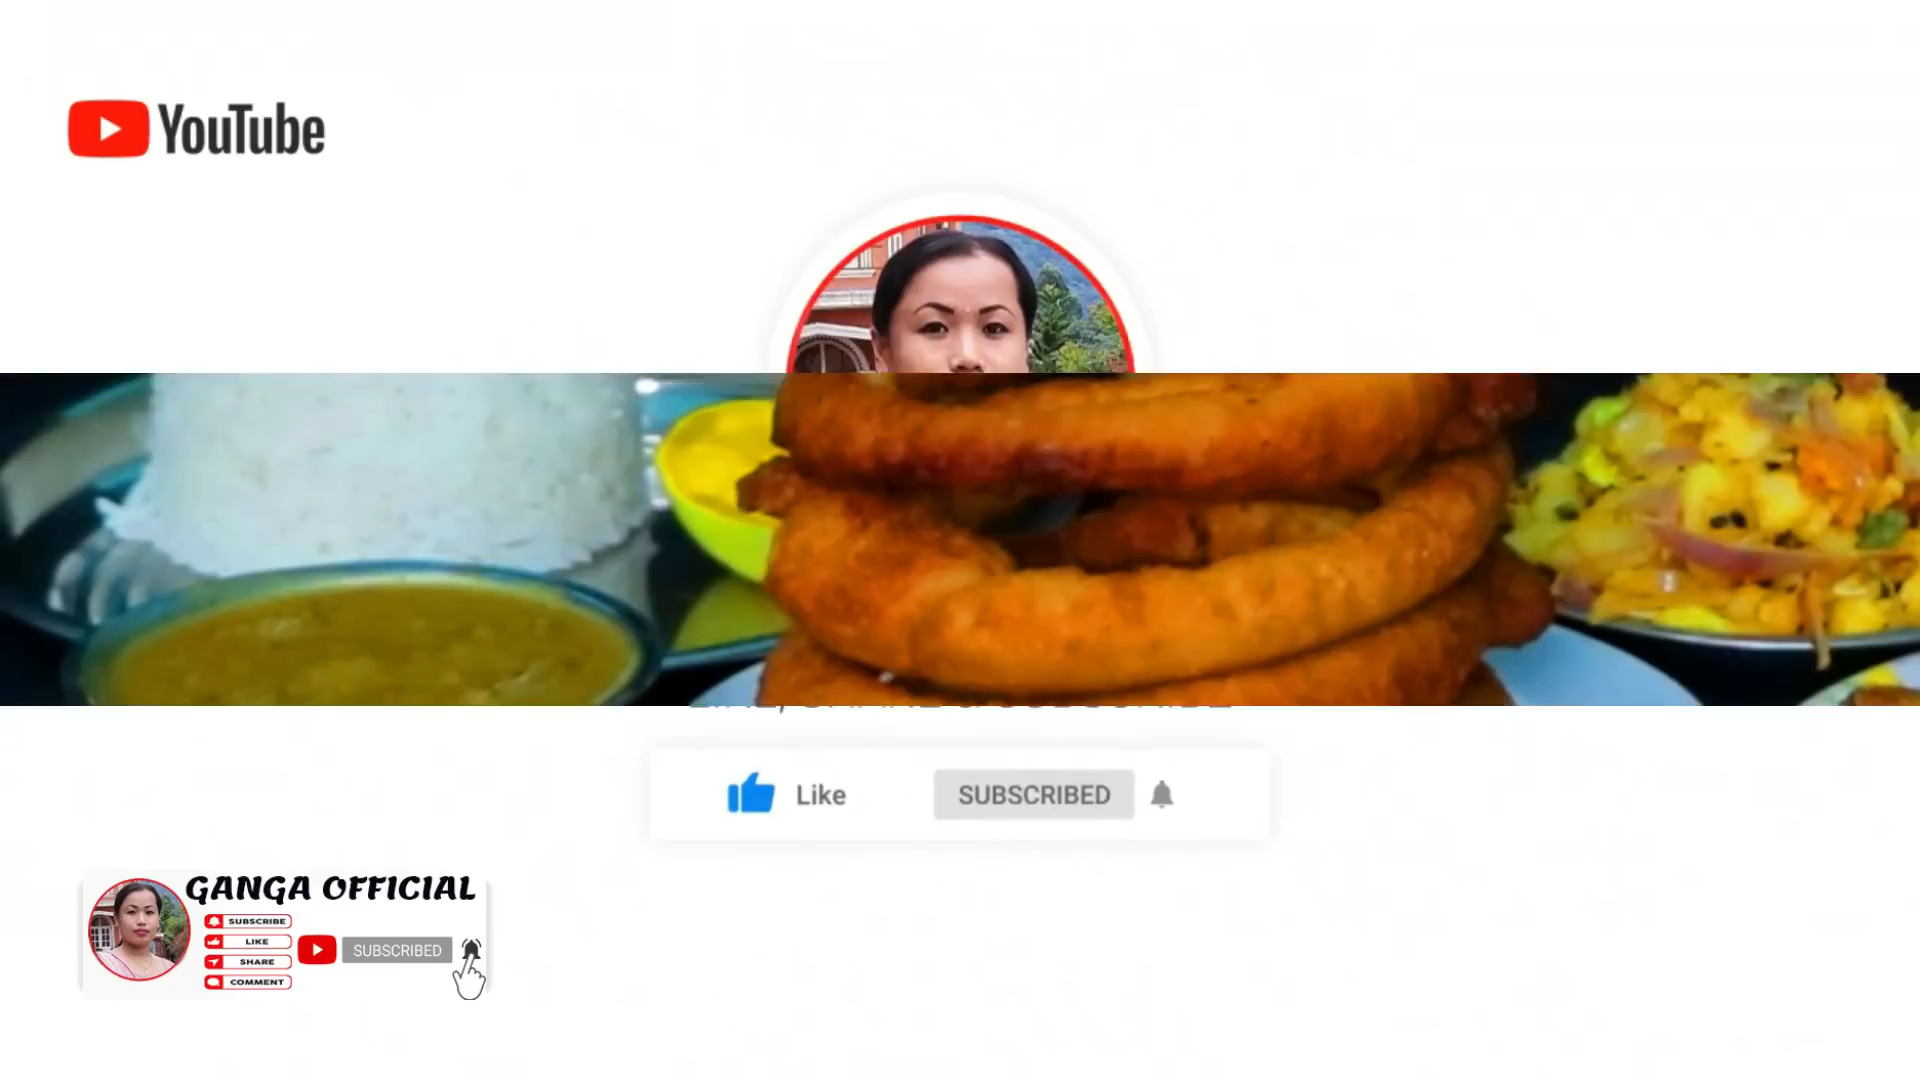 YouTube
Like
SUBSCRIBED
GANGA OFFICIAL
SUBSCRIBE
LIKE
SHARE
COMMENT
SUBSCRIBED